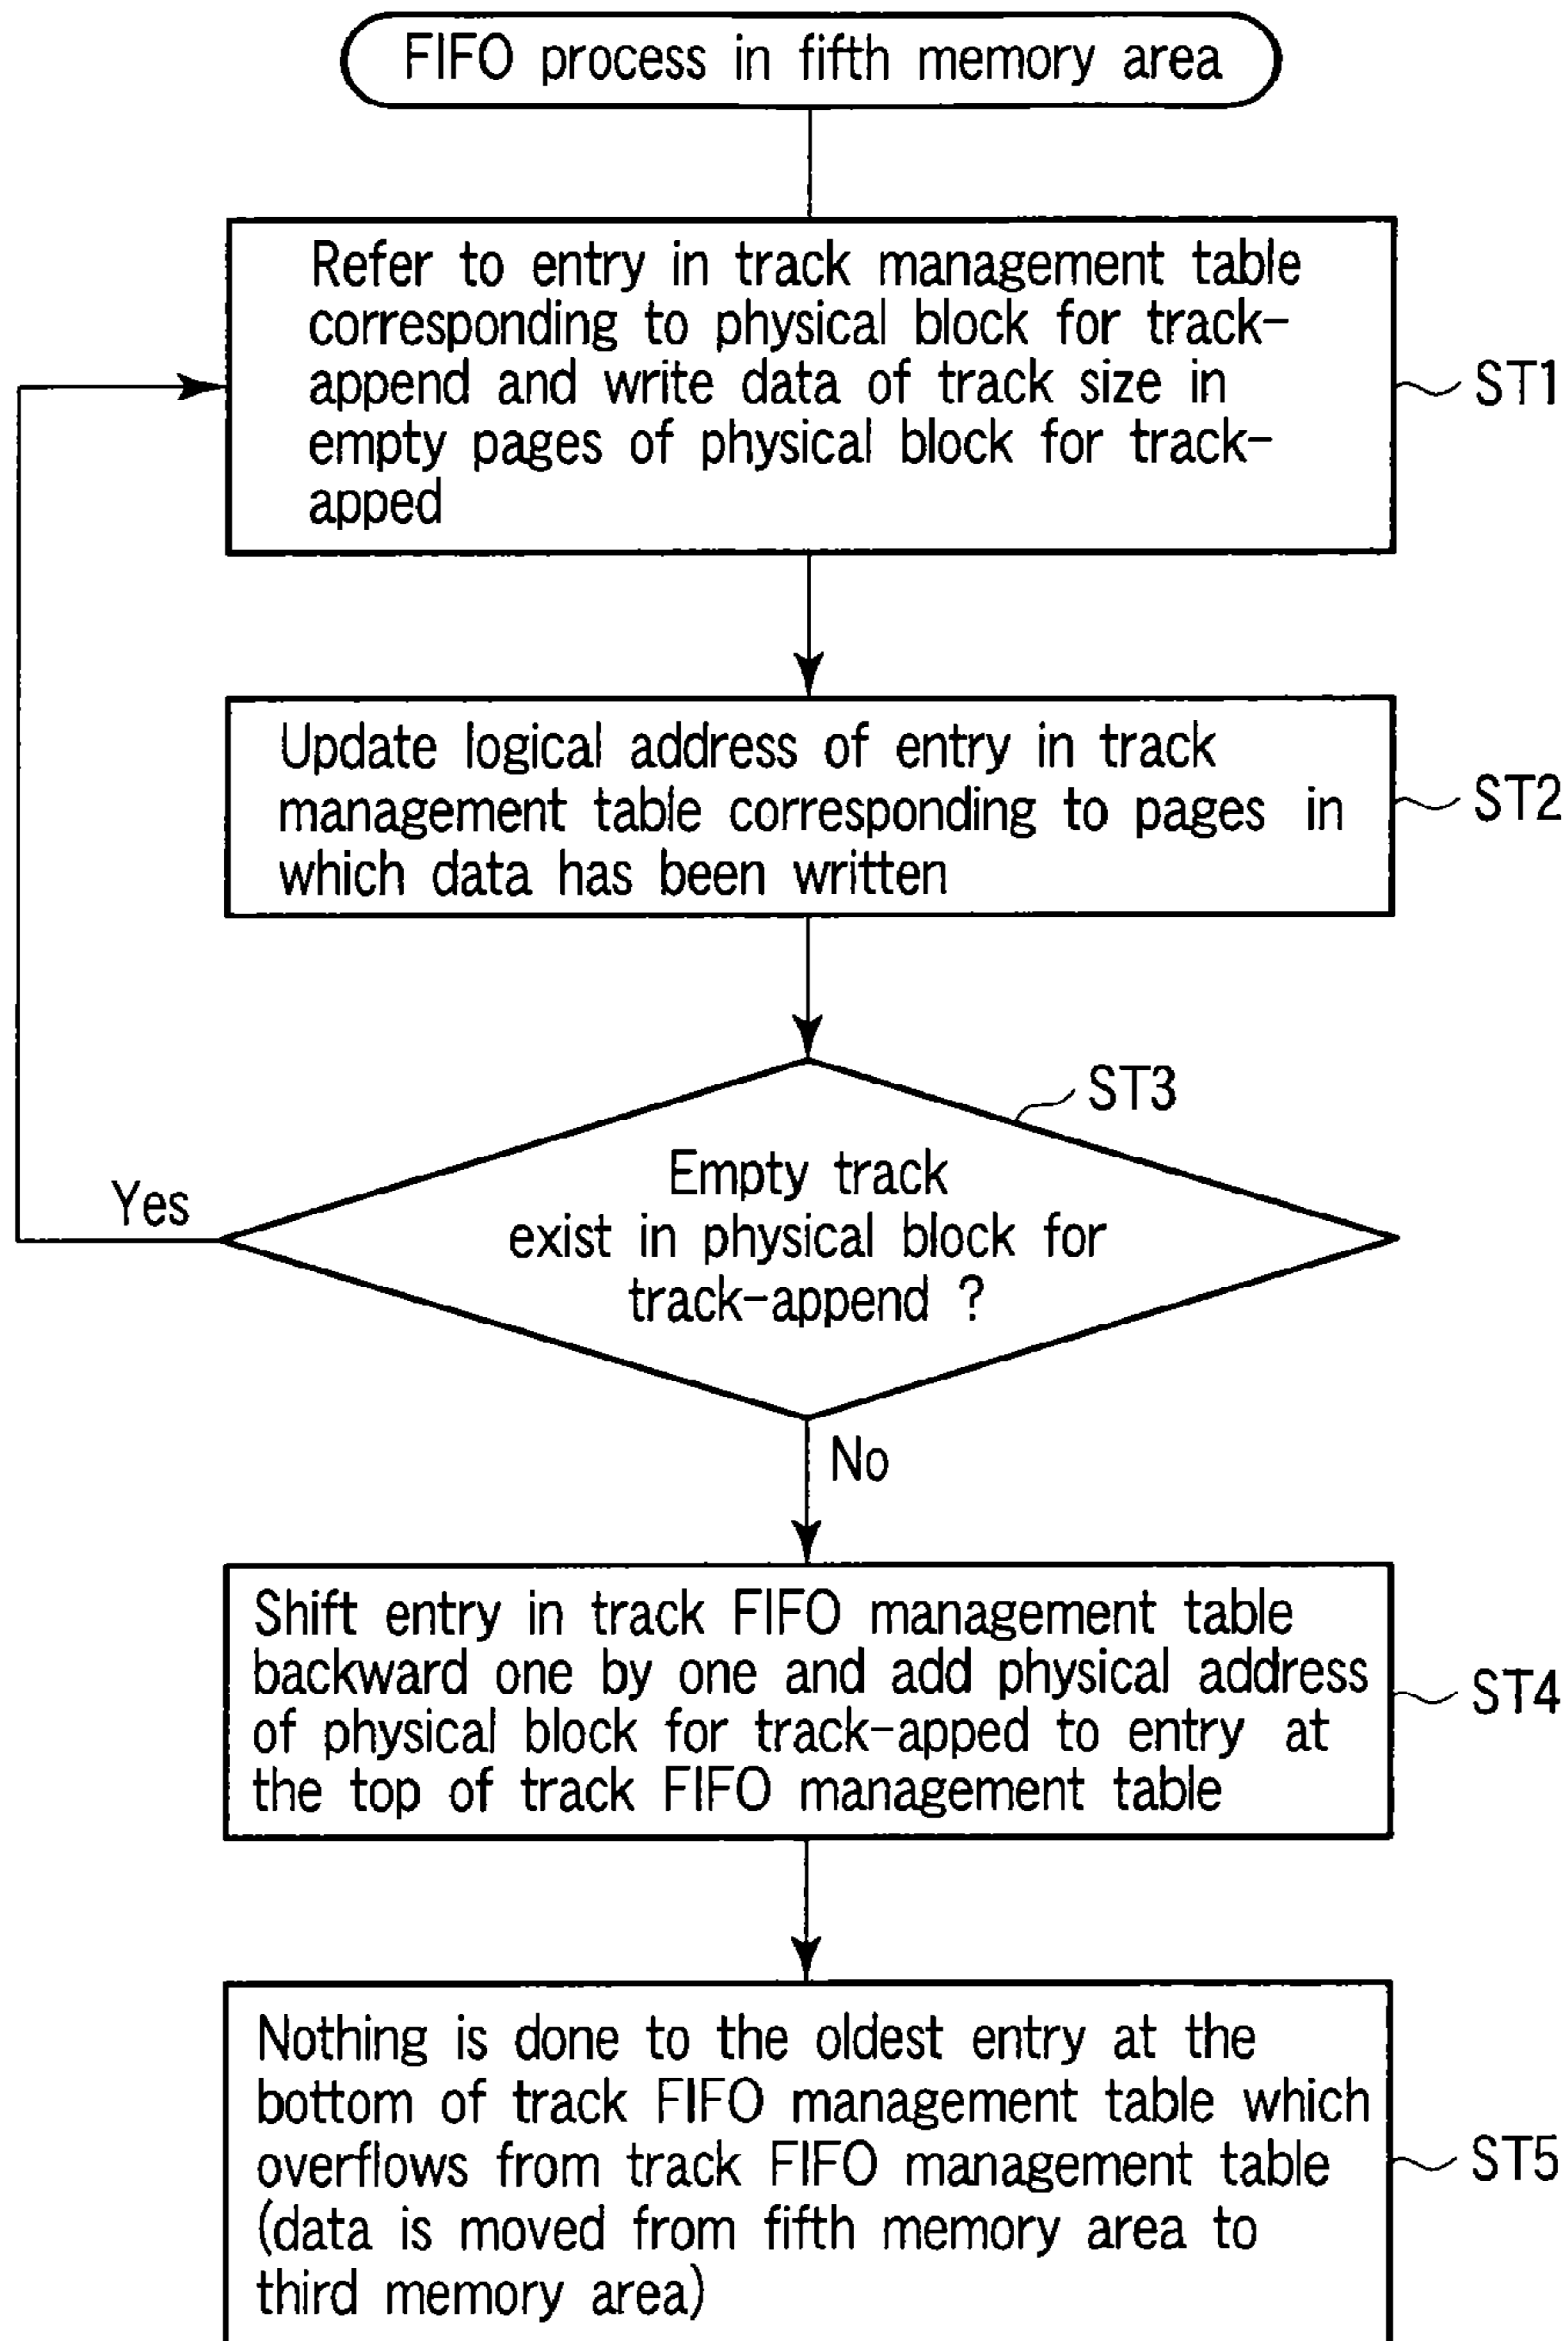 FIFO process in fifth memory area
Refer to entry in track management table
corresponding to physical block for track-
append and write data of track size in
empty pages of physical block for track-
apped
ST1
Update logical address of entry in track
management table corresponding to pages in
which data has been written
ST2
ST3
Empty track
exist in physical block for
track-append ?
Yes
No
Shift entry in track FIFO management table
backward one by one and add physical address
of physical block for track-apped to entry at
the top of track FIFO management table
ST4
Nothing is done to the oldest entry at the
bottom of track FIFO management table which
overflows from track FIFO management table
(data is moved from fifth memory area to
third memory area)
ST5